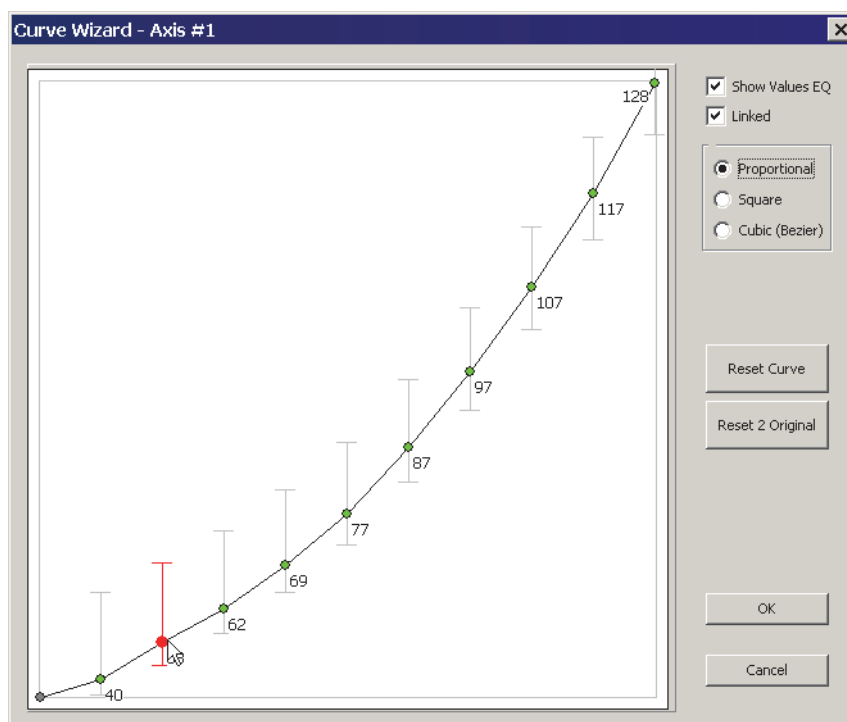 Curve Wizard - Axis #1
128
Show Values EQ
Linked
Proportional
Square
Cubic (Bezier)
117
107
97
87
77
69
62
40
Reset Curve
Reset 2 Original
OK
Cancel